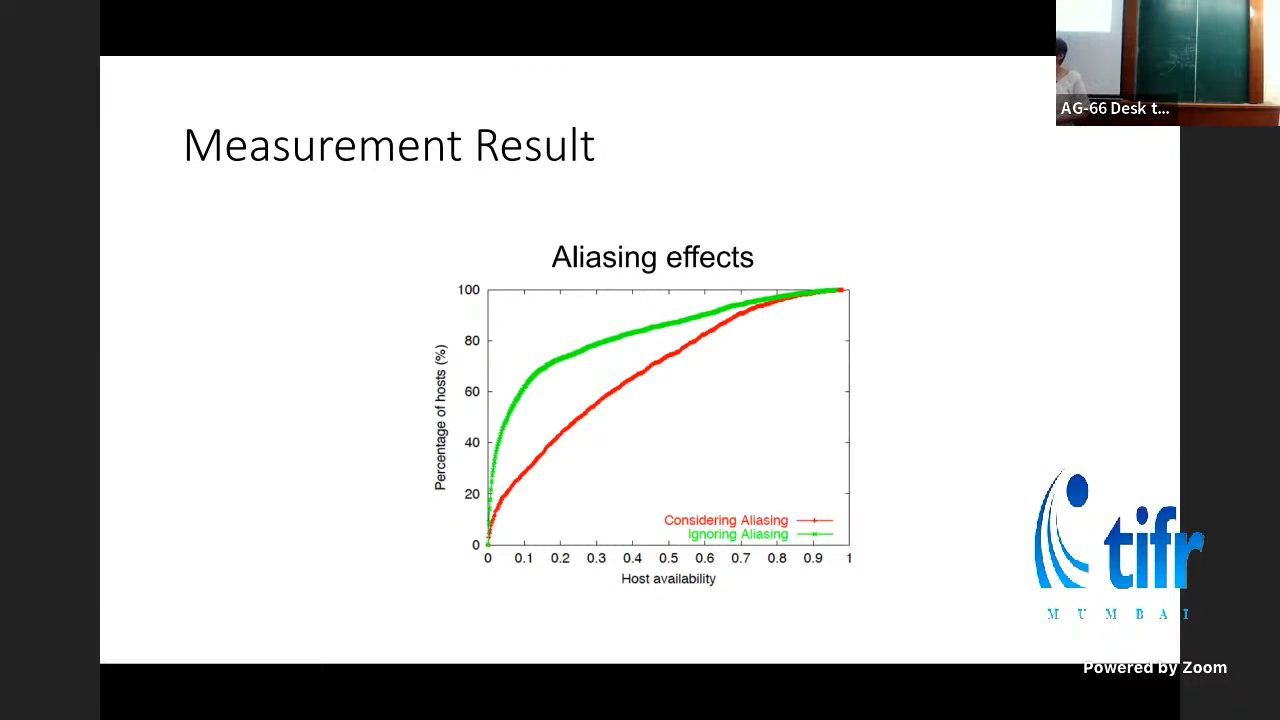 AG-66 Desk t...
Measurement Result
Aliasing effects
100
80
60
40
20
0
Percentage of hosts (%)
Considering Aliasing
Ignoring Aliasing
0 0.1 0.2 0.3 0.4 0.5 0.6 0.7 0.8 0.9 1
Host availability
tifr
MUMBAI
Powered by Zoom